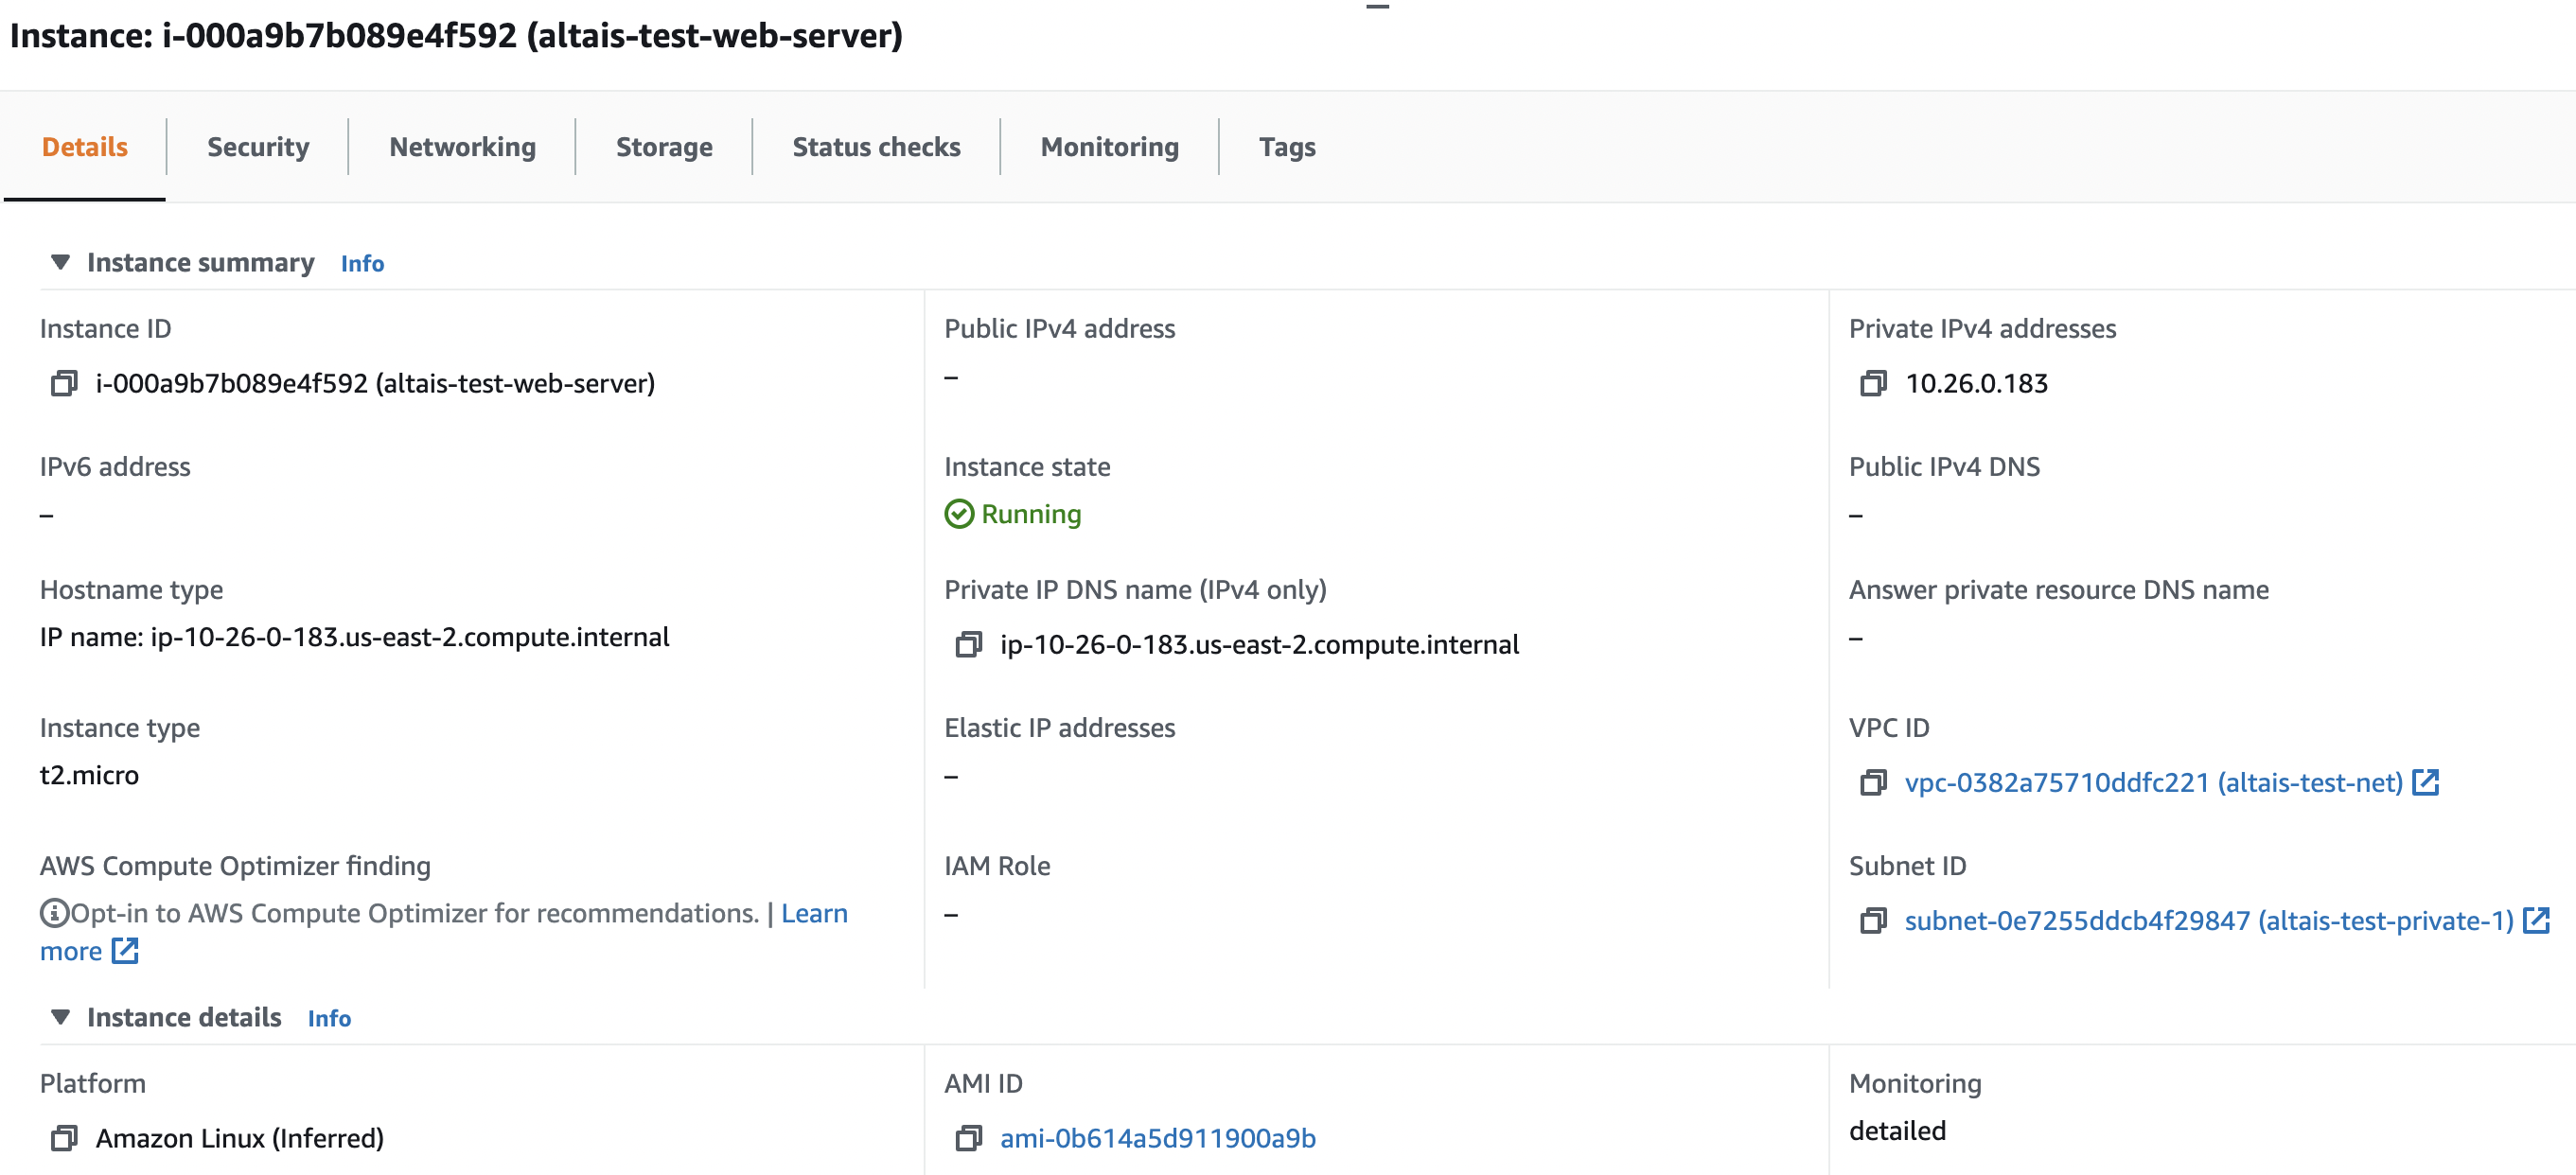 Instance: i-000a9b7b089e4f592 (altais-test-web-server)
Details
Security
Networking
Storage
Status checks
Monitoring
Tags
Instance summary Info
Instance ID
i-000a9b7b089e4f592 (altais-test-web-server)
Public IPv4 address
–
Private IPv4 addresses
10.26.0.183
IPv6 address
–
Instance state
Running
Public IPv4 DNS
–
Hostname type
IP name: ip-10-26-0-183.us-east-2.compute.internal
Private IP DNS name (IPv4 only)
ip-10-26-0-183.us-east-2.compute.internal
Answer private resource DNS name
–
Instance type
t2.micro
Elastic IP addresses
–
VPC ID
vpc-0382a75710ddfc221 (altais-test-net)
AWS Compute Optimizer finding
Opt-in to AWS Compute Optimizer for recommendations. | Learn
more
IAM Role
–
Subnet ID
subnet-0e7255ddcb4f29847 (altais-test-private-1)
Instance details Info
Platform
Amazon Linux (Inferred)
AMI ID
ami-0b614a5d911900a9b
Monitoring
detailed